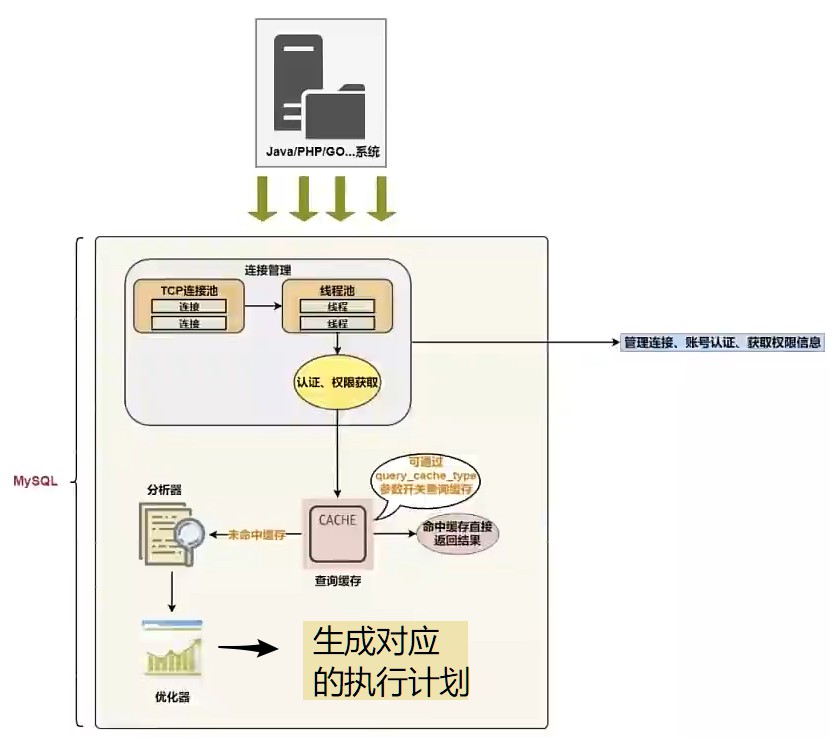 Java/PHP/GO...系统
连接管理
TCP连接池
连接
连接
线程池
线程
线程
管理连接、账号认证、获取权限信息
认证、权限获取
MySQL
可通过
query_cache_type
参数开关查询缓存
分析器
CACHE
未命中缓存
命中缓存直接
返回结果
查询缓存
生成对应
的执行计划
优化器